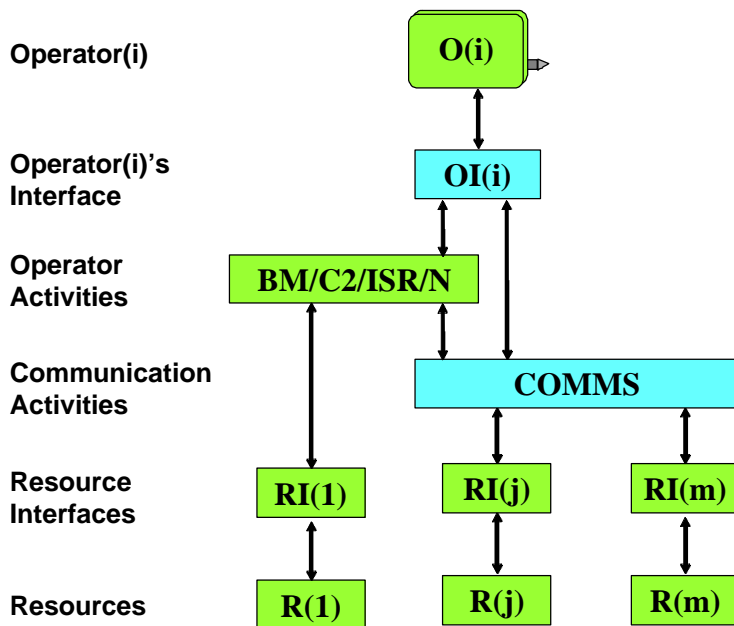 Operator(i)
O(i)
Operator(i)'s
Interface
OI(i)
Operator
Activities
BM/C2/ISR/N
Communication
Activities
COMMS
Resource
Interfaces
RI(1)
RI(j)
RI(m)
Resources
R(1)
R(j)
R(m)